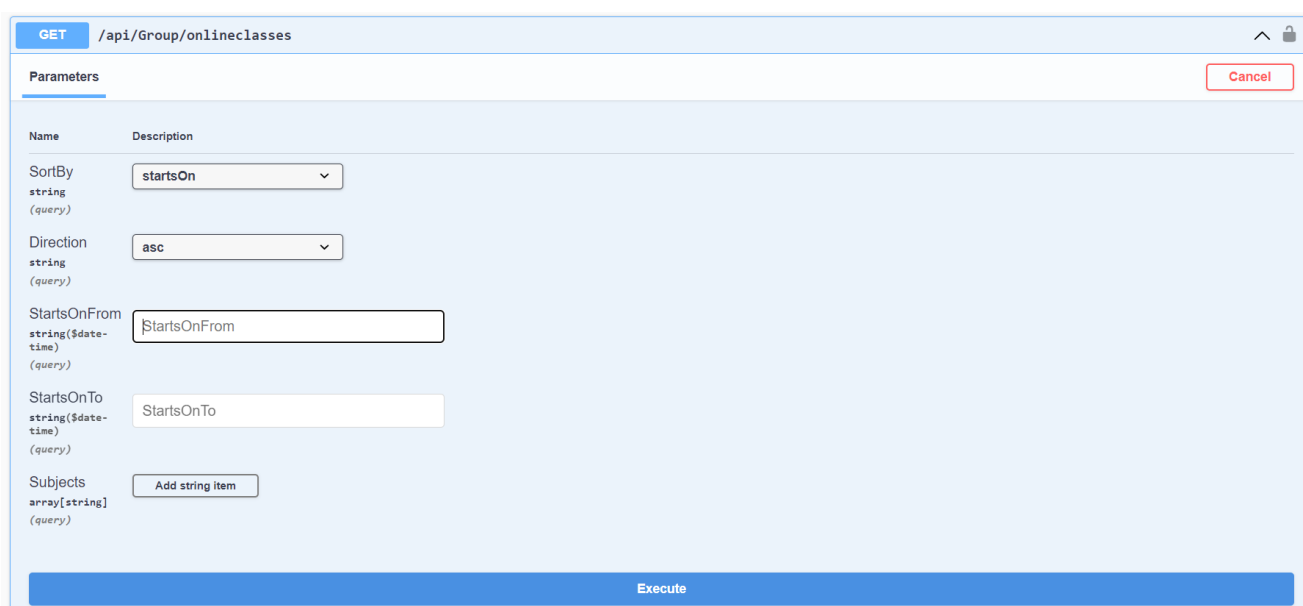 GET /api/Group/onlineclasses
Parameters Cancel
Name Description
SortBy startsOn
string
(query)
Direction asc
string
(query)
StartsOnFrom StartsOnFrom
string($date-
time)
(query)
StartsOnTo StartsOnTo
string($date-
time)
(query)
Subjects Add string item
array[string]
(query)
Execute